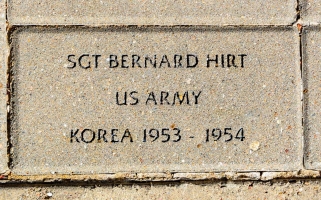 SGT BERNARD HIRT
US ARMY
KOREA 1953 - 1954